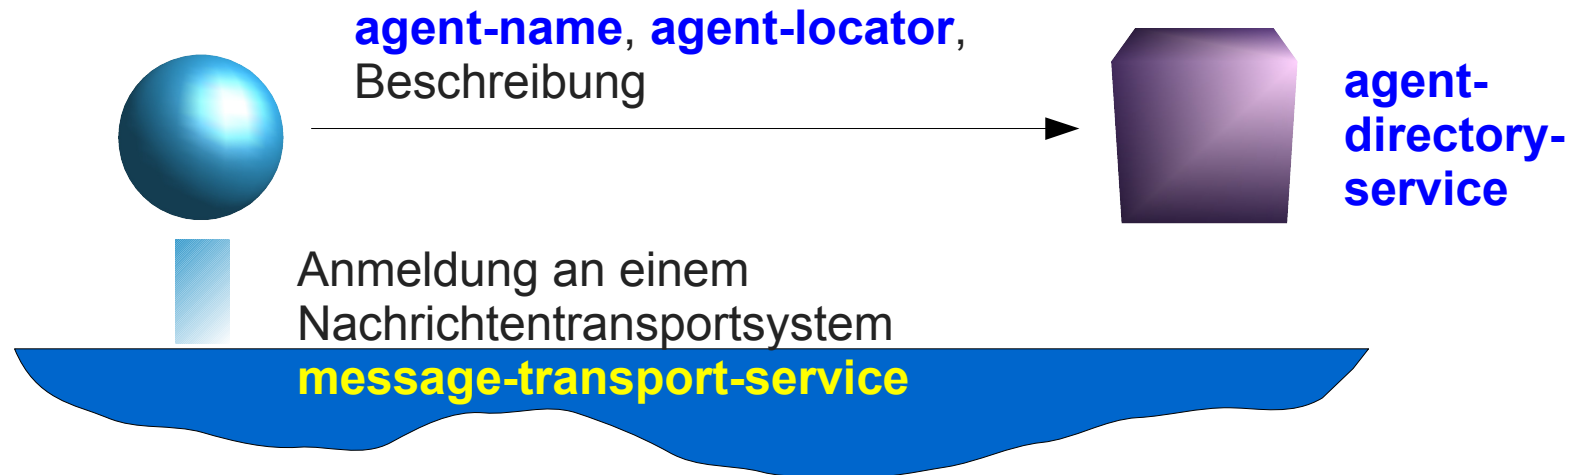 agent-name, agent-locator,
Beschreibung
agent-
directory-
service
Anmeldung an einem
Nachrichtentransportsystem
message-transport-service